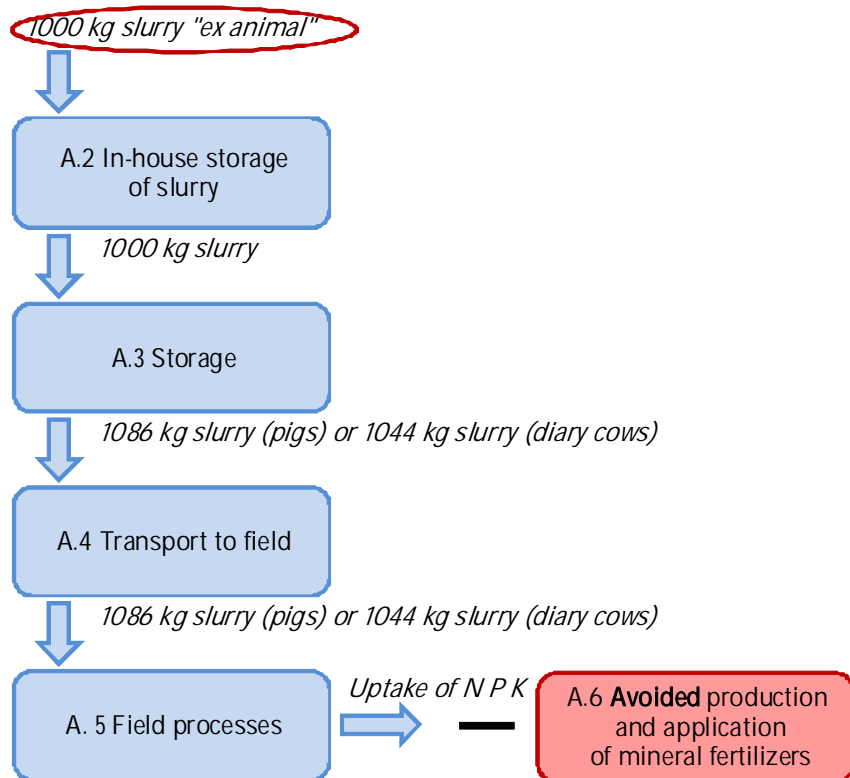 1000 kg slurry "ex animal"
A.2 In-house storage
of slurry
1000 kg slurry
A.3 Storage
1086 kg slurry (pigs) or 1044 kg slurry (diary cows)
A.4 Transport to field
1086 kg slurry (pigs) or 1044 kg slurry (diary cows)
A. 5 Field processes
Uptake of N P K
A.6 Avoided production
and application
of mineral fertilizers